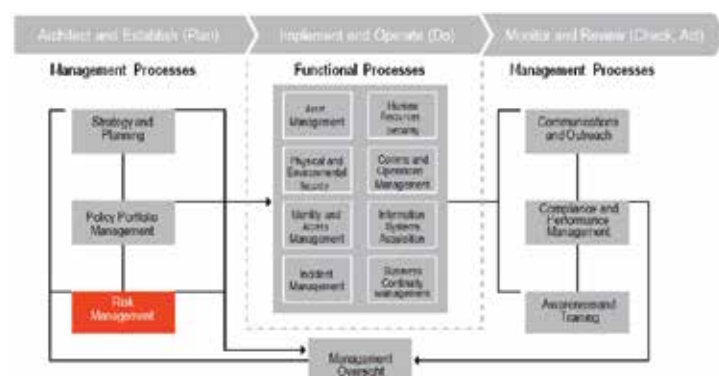 Architect and Establish (Plan)
Implement and Operate (Do)
Monitor and Review (Check, Act)
Management Processes
Functional Processes
Management Processes
Strategy and
Planning
Policy Portfolio
Management
Risk
Management
Asset
Management
Human
Resources
Security
Physical and
Environmental
Security
Comms and
Operations
Management
Identity and
Access
Management
Information
Systems
Acquisition
Incident
Management
Business
Continuity
Management
Communications
and Outreach
Compliance and
Performance
Management
Awareness and
Training
Management
Oversight